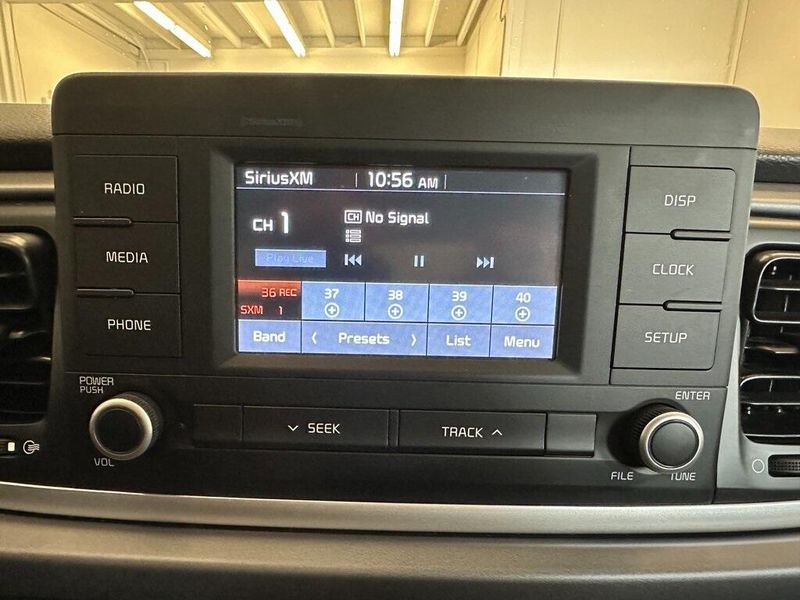 SiriusXM 10:56 AM
RADIO
MEDIA
PHONE
CH 1
CH No Signal
Play Live
36 REC 37 38 39 40
SXM 1
Band Presets List Menu
DISP
CLOCK
SETUP
POWER
PUSH
VOL
SEEK
TRACK
ENTER
FILE TUNE